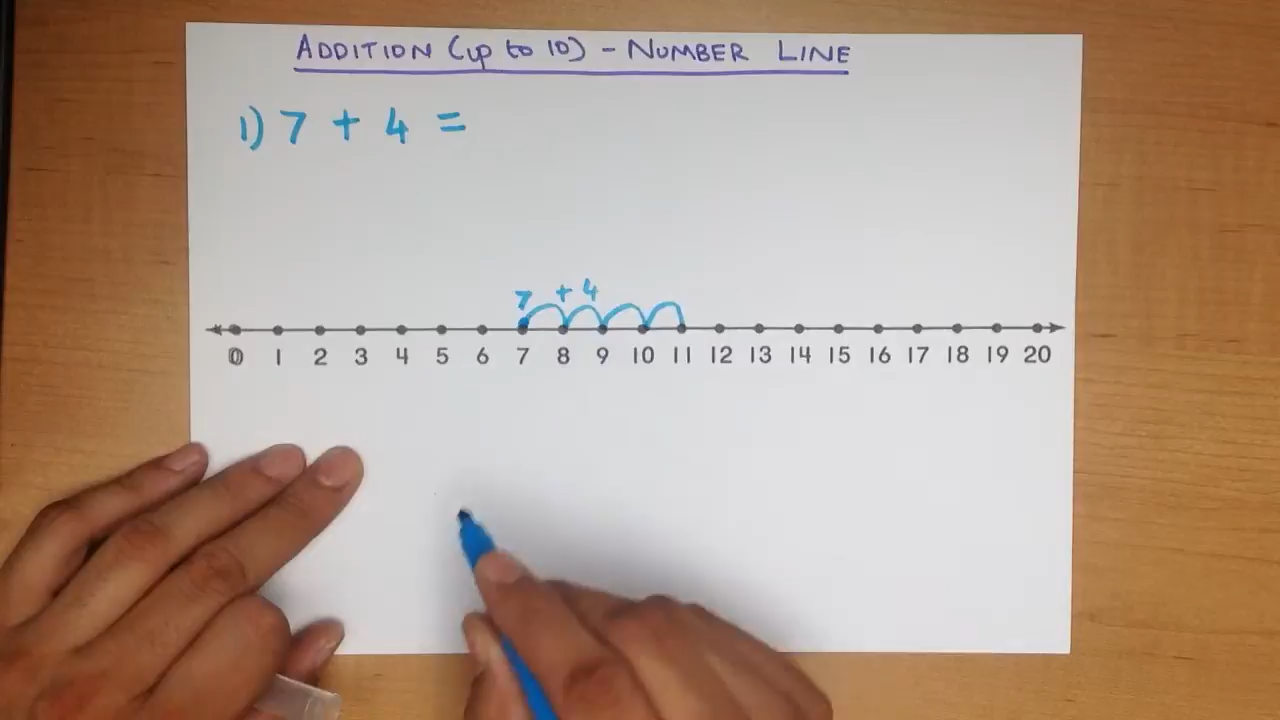 ADDITION (up to 10) - NUMBER LINE
1) 7 + 4 =
7 + 4
0 1 2 3 4 5 6 7 8 9 10 11 12 13 14 15 16 17 18 19 20